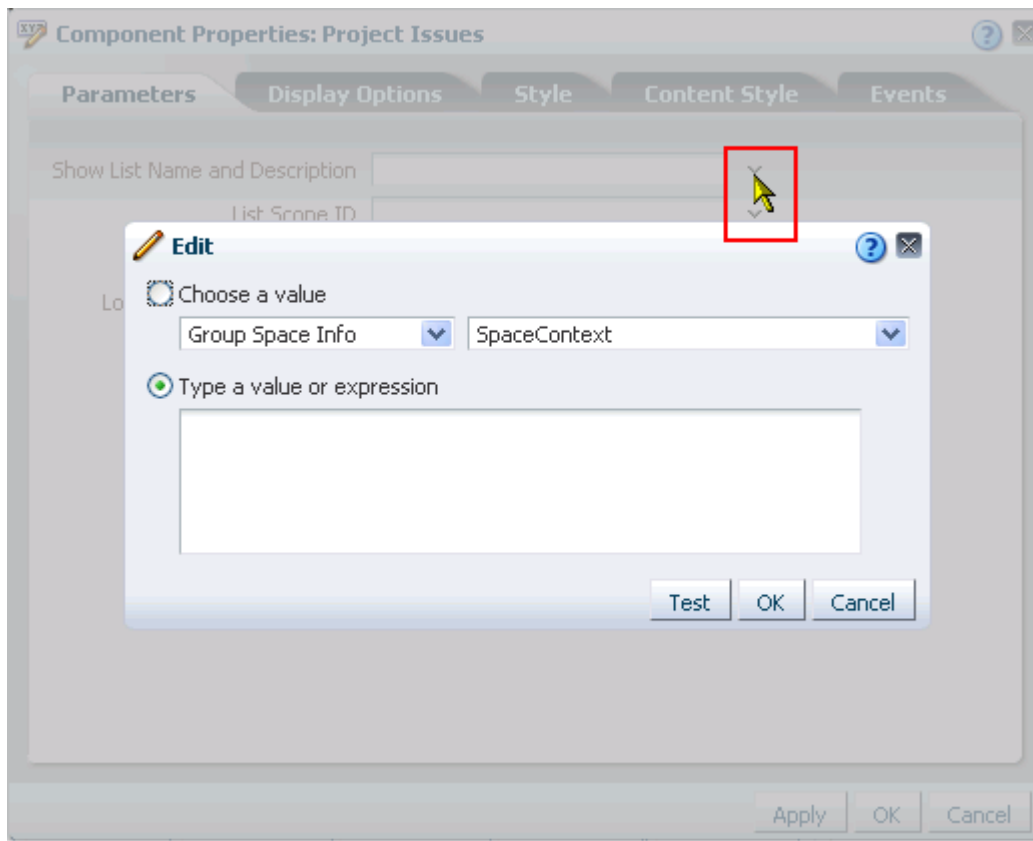 Component Properties: Project Issues
Parameters Display Options Style Content Style Events
Show List Name and Description
List Scope ID
Edit
Lo
Choose a value
Group Space Info SpaceContext
Type a value or expression
Test OK Cancel
Apply OK Cancel